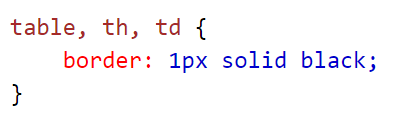 table, th, td {
    border: 1px solid black;
}